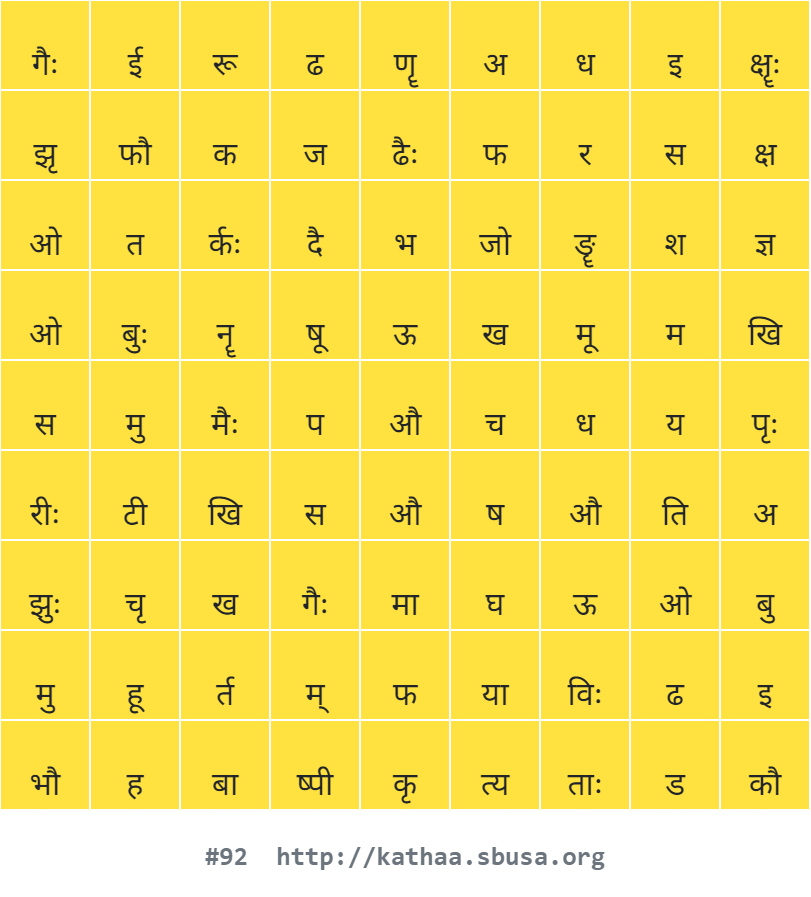 गैः ई रू ढ णॄ अ ध इ क्षॄः
झृ फौ क ज ढैः फ र स क्ष
ओ त र्कः दै भ जो ङॄ श ज्ञ
ओ बुः नॄ षू ऊ ख मू म खि
स मु मैः प औ च ध य पृः
रीः टी खि स औ ष औ ति अ
झुः चृ ख गैः मा घ ऊ ओ बु
मु हू र्त म् फ या विः ढ इ
भौ ह बा ष्पी कृ त्य ताः ड कौ
#92 http://kathaa.sbusa.org